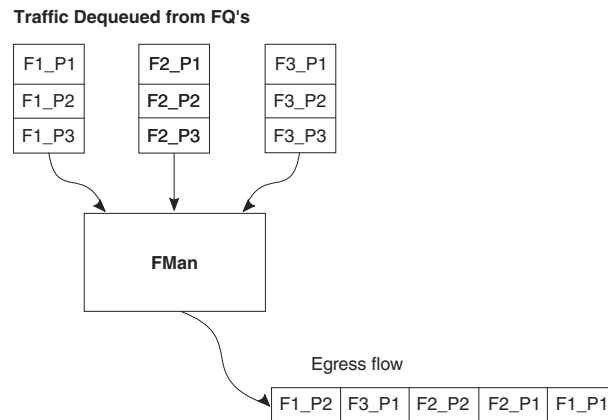 Traffic Dequeued from FQ's
F1_P1 F2_P1 F3_P1
F1_P2 F2_P2 F3_P2
F1_P3 F2_P3 F3_P3
FMan
Egress flow
F1_P2 F3_P1 F2_P2 F2_P1 F1_P1